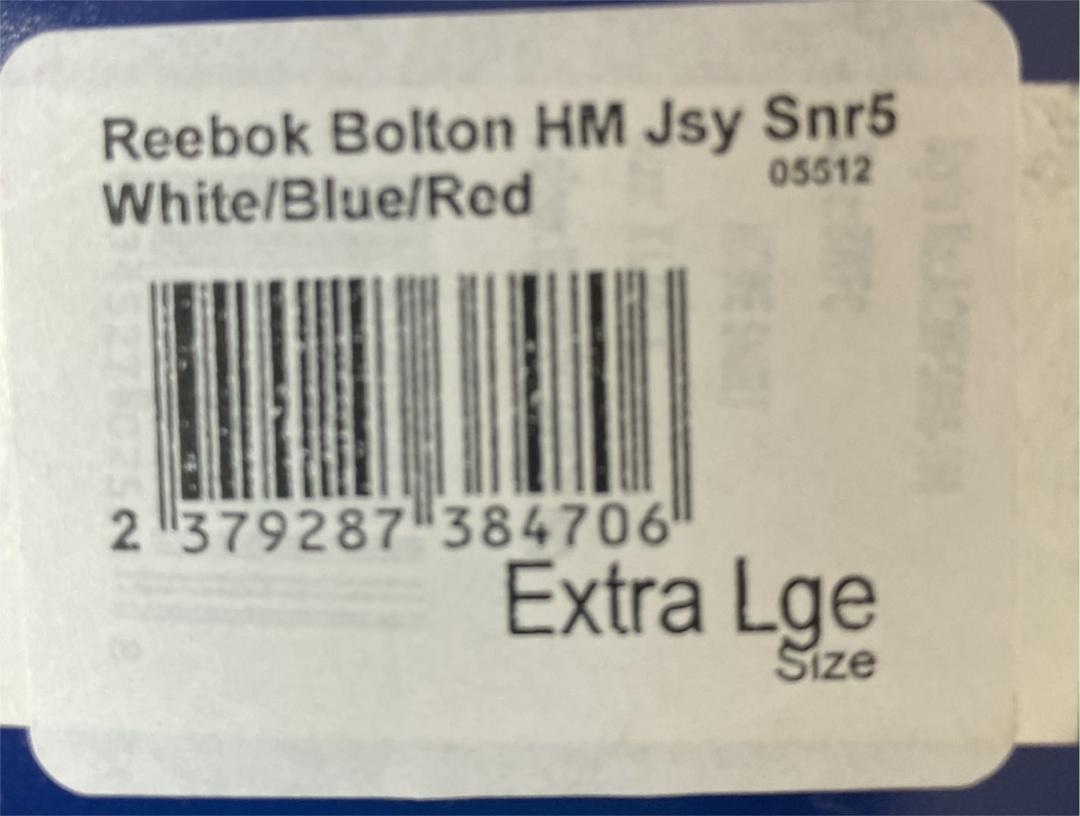 Reebok Bolton HM Jsy Snr5
05512
White/Blue/Red
2 379287 384706
Extra Lge
Size